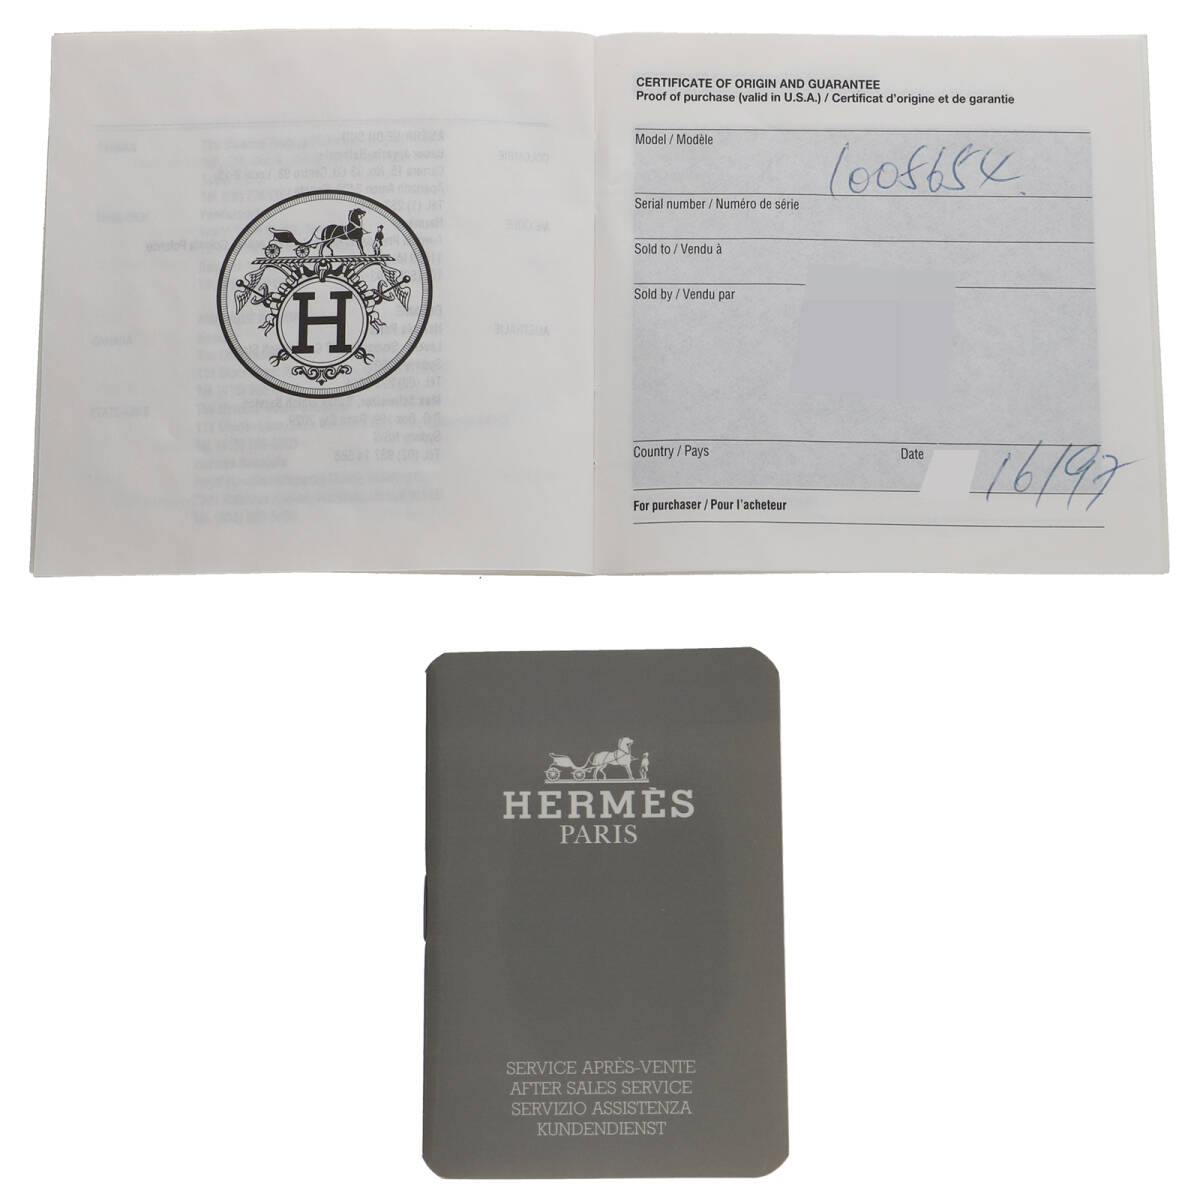 H
CERTIFICATE OF ORIGIN AND GUARANTEE
Proof of purchase (valid in U.S.A.) / Certificat d'origine et de garantie
Model / Modèle
1005654
Serial number / Numéro de série
Sold to / Vendu à
Sold by / Vendu par
Country / Pays
Date
16/97
For purchaser / Pour l'acheteur
HERMÈS
PARIS
SERVICE APRÈS-VENTE
AFTER SALES SERVICE
SERVIZIO ASSISTENZA
KUNDENDIENST